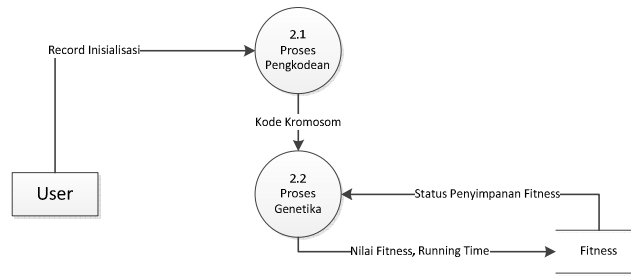 2.1
Proses
Pengkodean
Record Inisialisasi
Kode Kromosom
User
2.2
Proses
Genetika
Status Penyimpanan Fitness
Nilai Fitness, Running Time
Fitness